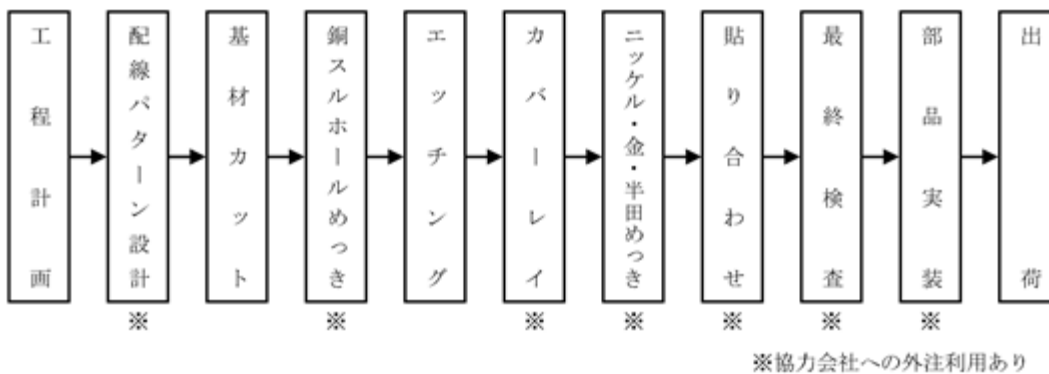 工程計画
配線パターン設計
基材カット
銅スルホールめっき
エッチング
カバーレイ
ニッケル・金・半田めっき
貼り合わせ
最終検査
部品実装
出荷
※
※
※
※
※
※
※
※協力会社への外注利用あり